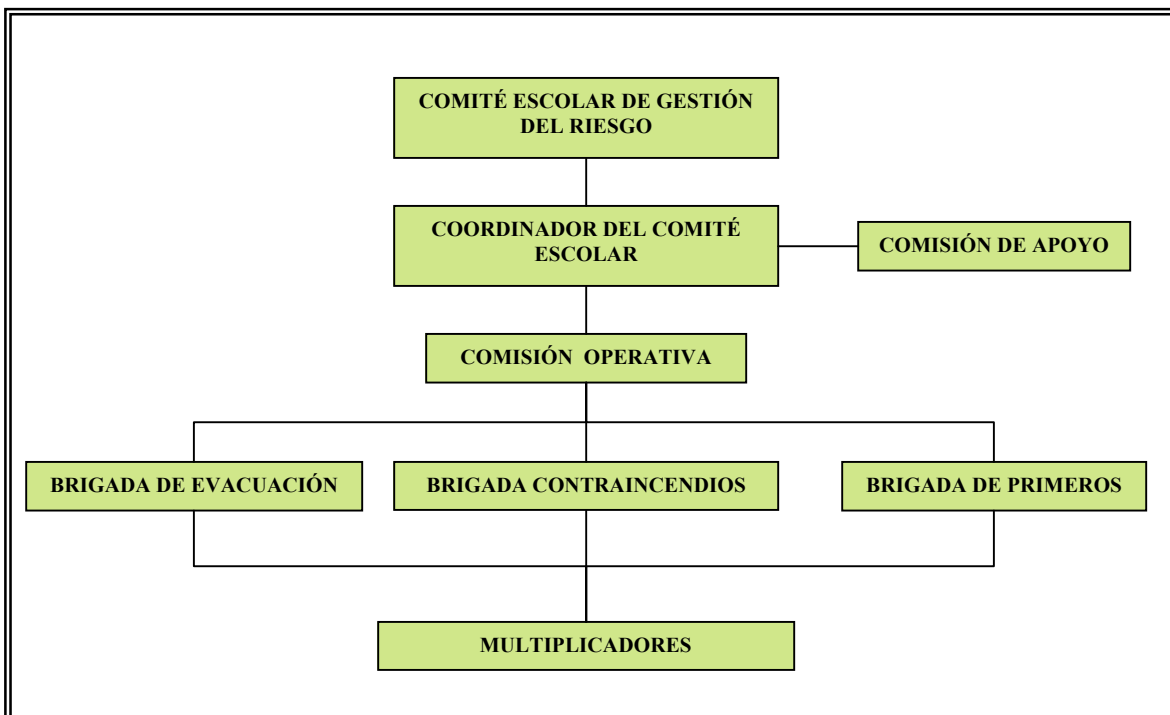 COMITÉ ESCOLAR DE GESTIÓN
DEL RIESGO
COORDINADOR DEL COMITÉ
ESCOLAR
COMISIÓN DE APOYO
COMISIÓN OPERATIVA
BRIGADA DE EVACUACIÓN
BRIGADA CONTRAINCENDIOS
BRIGADA DE PRIMEROS
MULTIPLICADORES